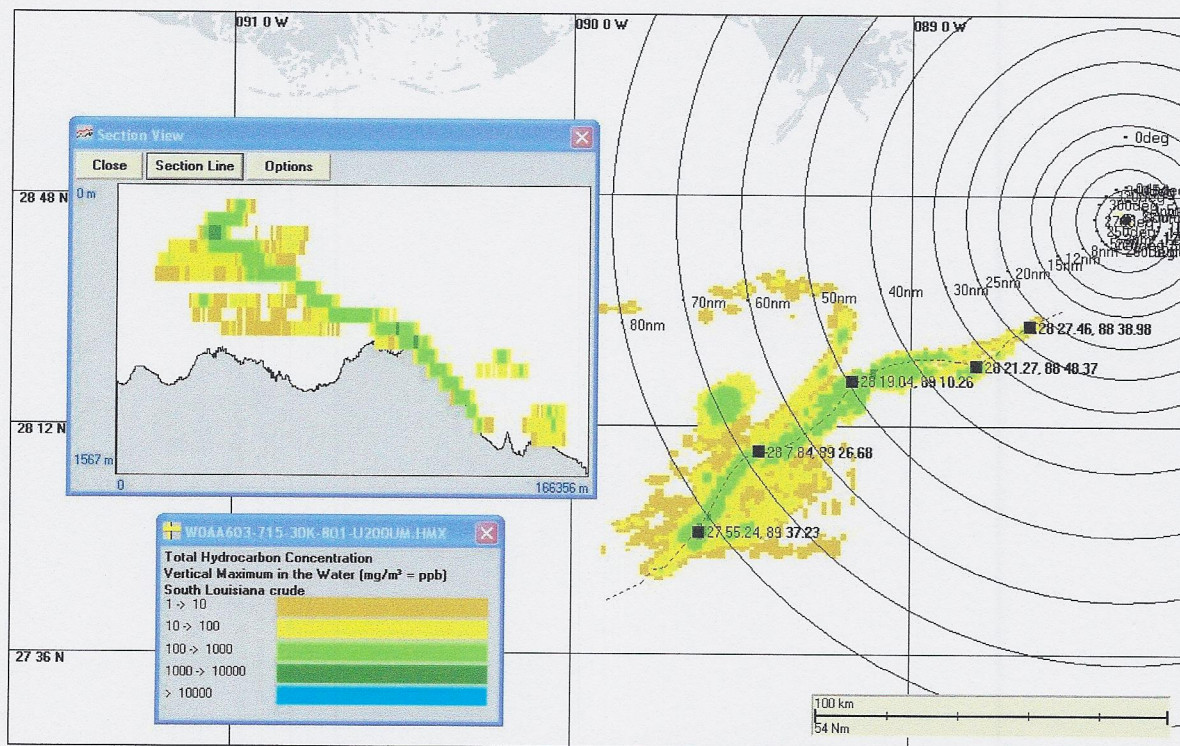 091 0 W
090 0 W
089 0 W
0deg
28 48 N
28 12 N
27 36 N
Section View
Close
Section Line
Options
0 m
1567 m
0
166356 m
8nm
12nm
15nm
20nm
25nm
30nm
40nm
50nm
60nm
70nm
80nm
28 27.46, 88 38.98
28 21.27, 88 48.37
28 19.04, 89 10.26
28 7.84, 89 26.68
27 55.24, 89 37.23
W0AA603-715-30K-801-U200UM.HMX
Total Hydrocarbon Concentration
Vertical Maximum in the Water (mg/m³ = ppb)
South Louisiana crude
1 -> 10
10 -> 100
100 -> 1000
1000 -> 10000
> 10000
100 km
54 Nm